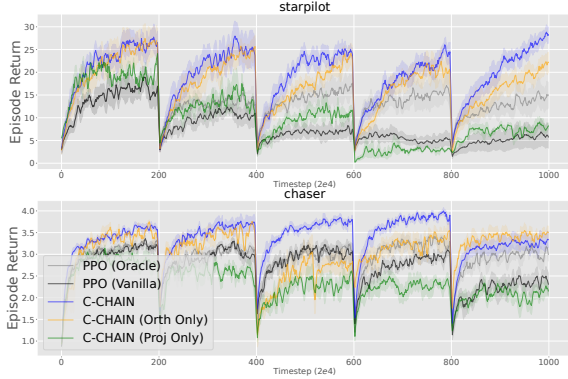 starpilot
Episode Return
30
25
20
15
10
5
0
0 200 400 600 800 1000
Timestep (2e4)
chaser
Episode Return
4.0
3.5
3.0
2.5
2.0
1.5
1.0
PPO (Oracle)
PPO (Vanilla)
C-CHAIN
C-CHAIN (Orth Only)
C-CHAIN (Proj Only)
0 200 400 600 800 1000
Timestep (2e4)